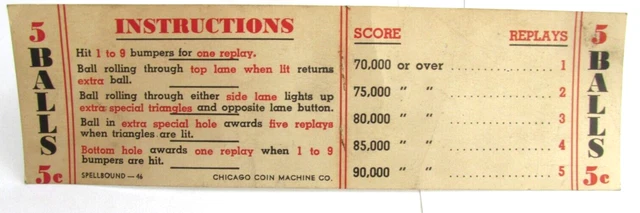 5
BALLS
5c
INSTRUCTIONS
Hit 1 to 9 bumpers for one replay.
Ball rolling through top lane when lit returns
extra ball.
Ball rolling through either side lane lights up
extra special triangles and opposite lane button.
Ball in extra special hole awards five replays
when triangles are lit.
Bottom hole awards one replay when 1 to 9
bumpers are hit.
SPELLBOUND—46 CHICAGO COIN MACHINE CO.
SCORE REPLAYS
70,000 or over .................. 1
75,000 " " .................. 2
80,000 " " .................. 3
85,000 " " .................. 4
90,000 " " .................. 5
5
BALLS
5c